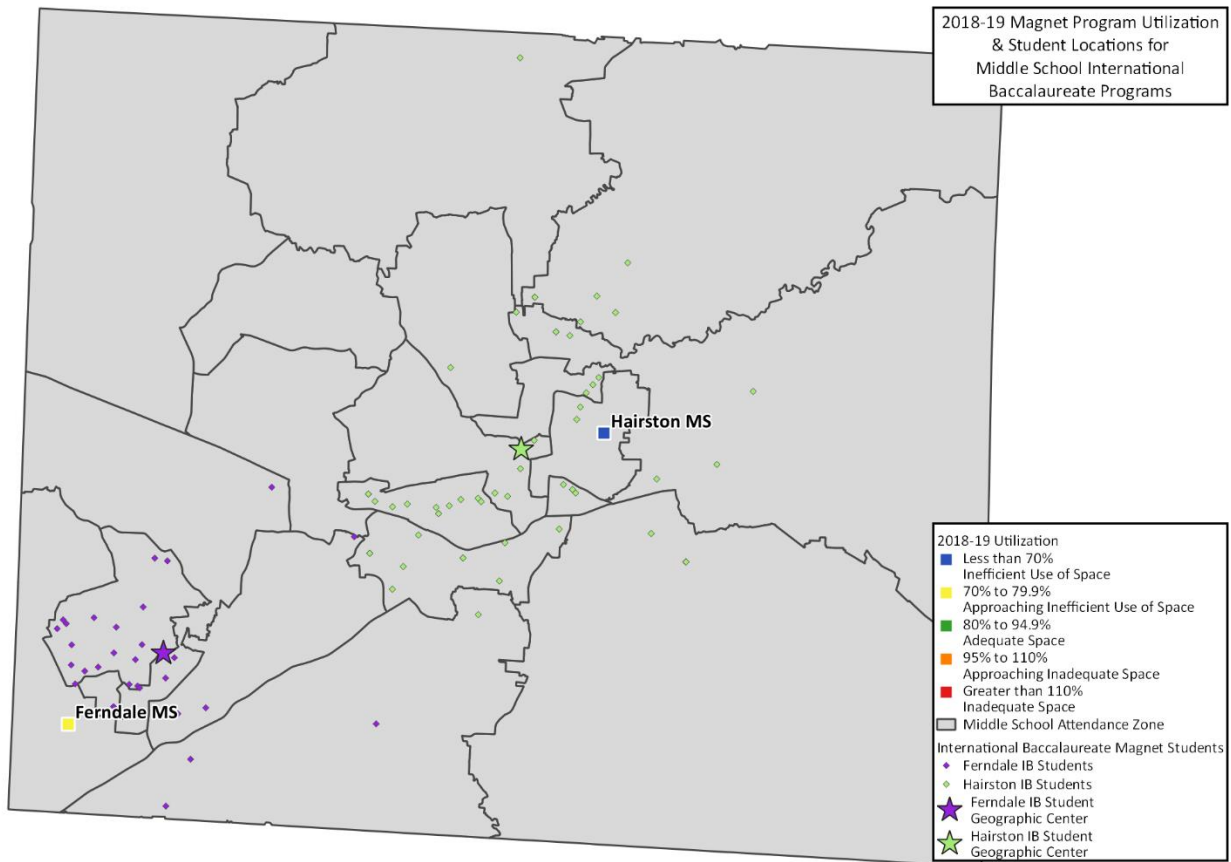 2018-19 Magnet Program Utilization
& Student Locations for
Middle School International
Baccalaureate Programs
Hairston MS
Ferndale MS
2018-19 Utilization
Less than 70%
Inefficient Use of Space
70% to 79.9%
Approaching Inefficient Use of Space
80% to 94.9%
Adequate Space
95% to 110%
Approaching Inadequate Space
Greater than 110%
Inadequate Space
Middle School Attendance Zone
International Baccalaureate Magnet Students
Ferndale IB Students
Hairston IB Students
Ferndale IB Student
Geographic Center
Hairston IB Student
Geographic Center